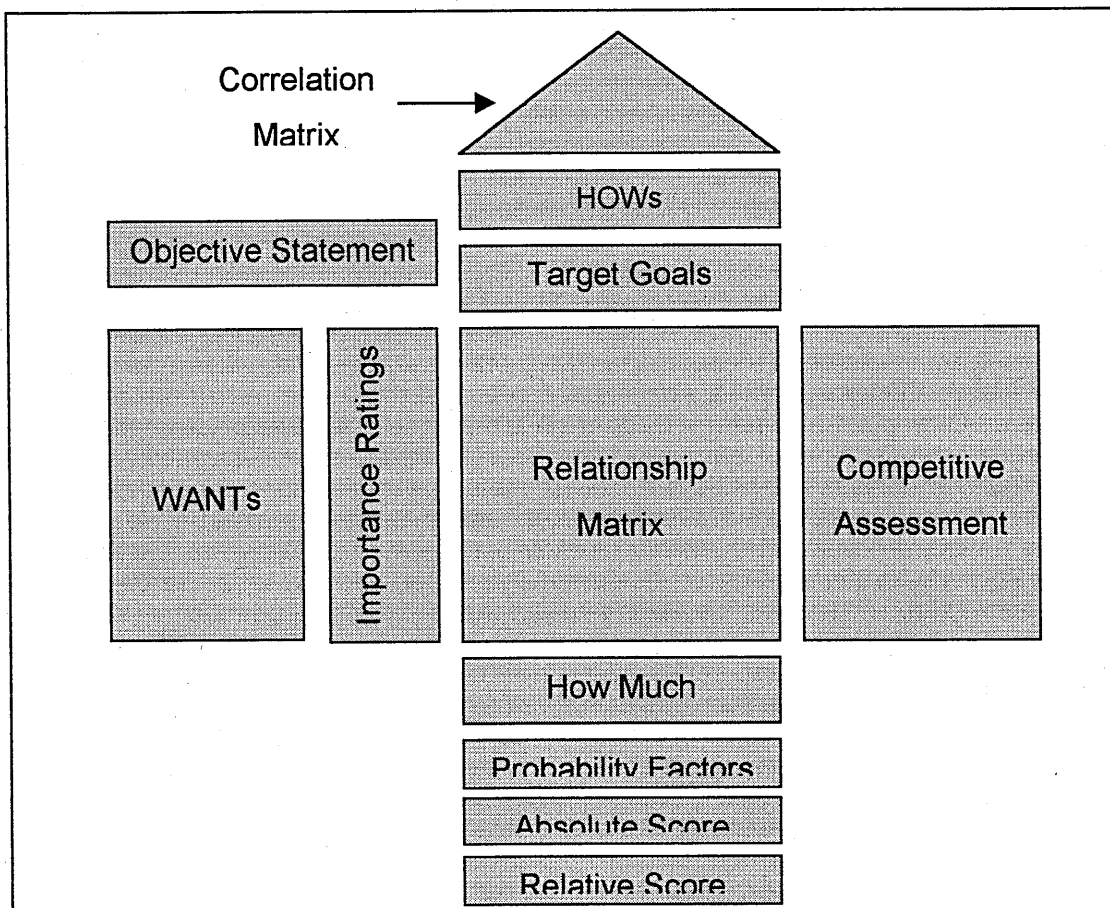 Correlation
Matrix
HOWs
Objective Statement
Target Goals
WANTs
Importance Ratings
Relationship
Matrix
Competitive
Assessment
How Much
Probability Factors
Absolute Score
Relative Score